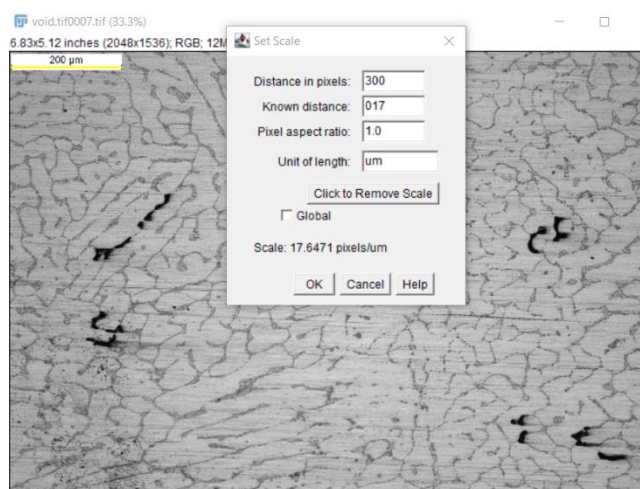 void.tif0007.tif (33.3%)
6.83x5.12 inches (2048x1536); RGB; 12M
200 µm
Set Scale
Distance in pixels: 300
Known distance: 017
Pixel aspect ratio: 1.0
Unit of length: um
Click to Remove Scale
Global
Scale: 17.6471 pixels/um
OK Cancel Help